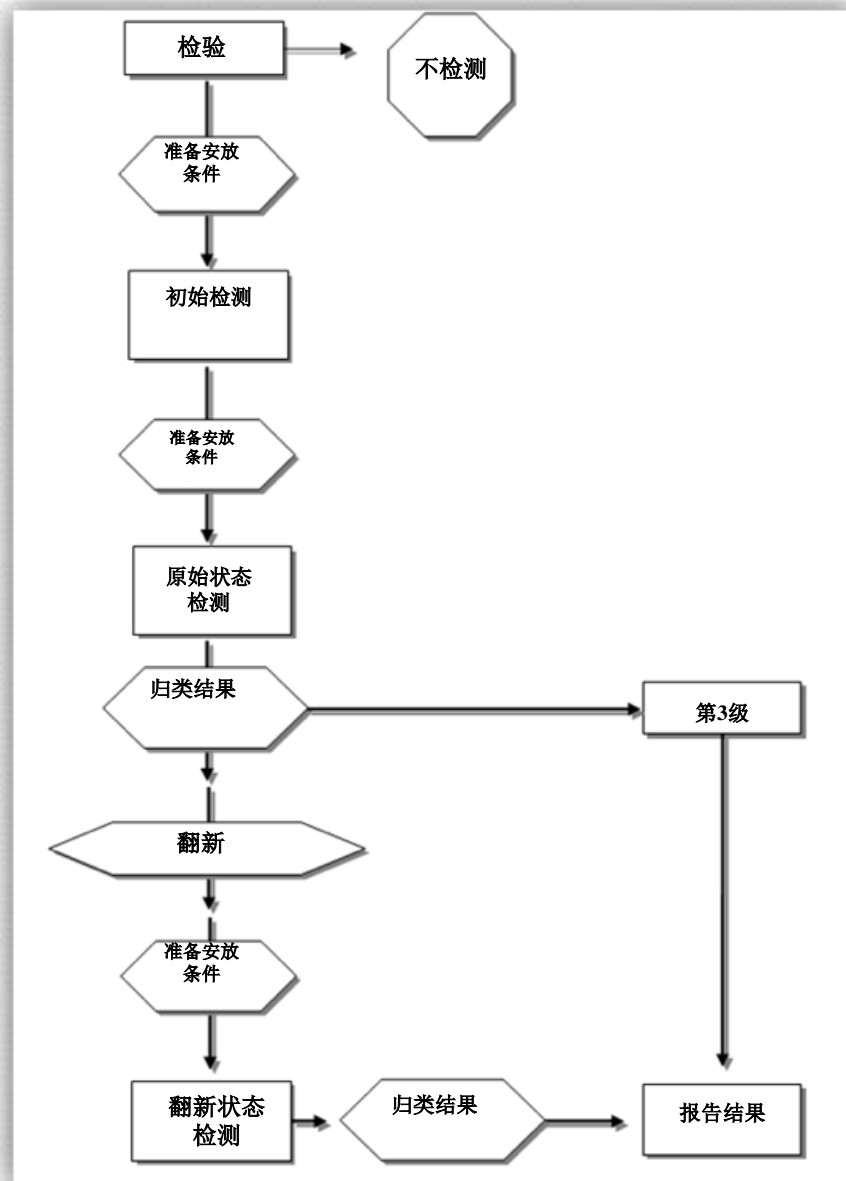 检验
不检测
准备安放
条件
初始检测
准备安放
条件
原始状态
检测
归类结果
第3级
翻新
准备安放
条件
翻新状态
检测
归类结果
报告结果